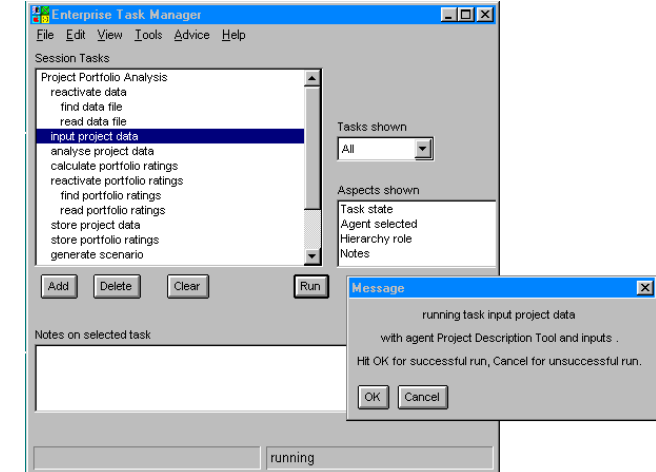 Enterprise Task Manager
File Edit View Tools Advice Help
Session Tasks
Project Portfolio Analysis
reactivate data
find data file
read data file
input project data
analyse project data
calculate portfolio ratings
reactivate portfolio ratings
find portfolio ratings
read portfolio ratings
store project data
store portfolio ratings
generate scenario
Tasks shown
All
Aspects shown
Task state
Agent selected
Hierarchy role
Notes
Add Delete Clear Run
Notes on selected task
running
Message
running task input project data
with agent Project Description Tool and inputs .
Hit OK for successful run, Cancel for unsuccessful run.
OK Cancel